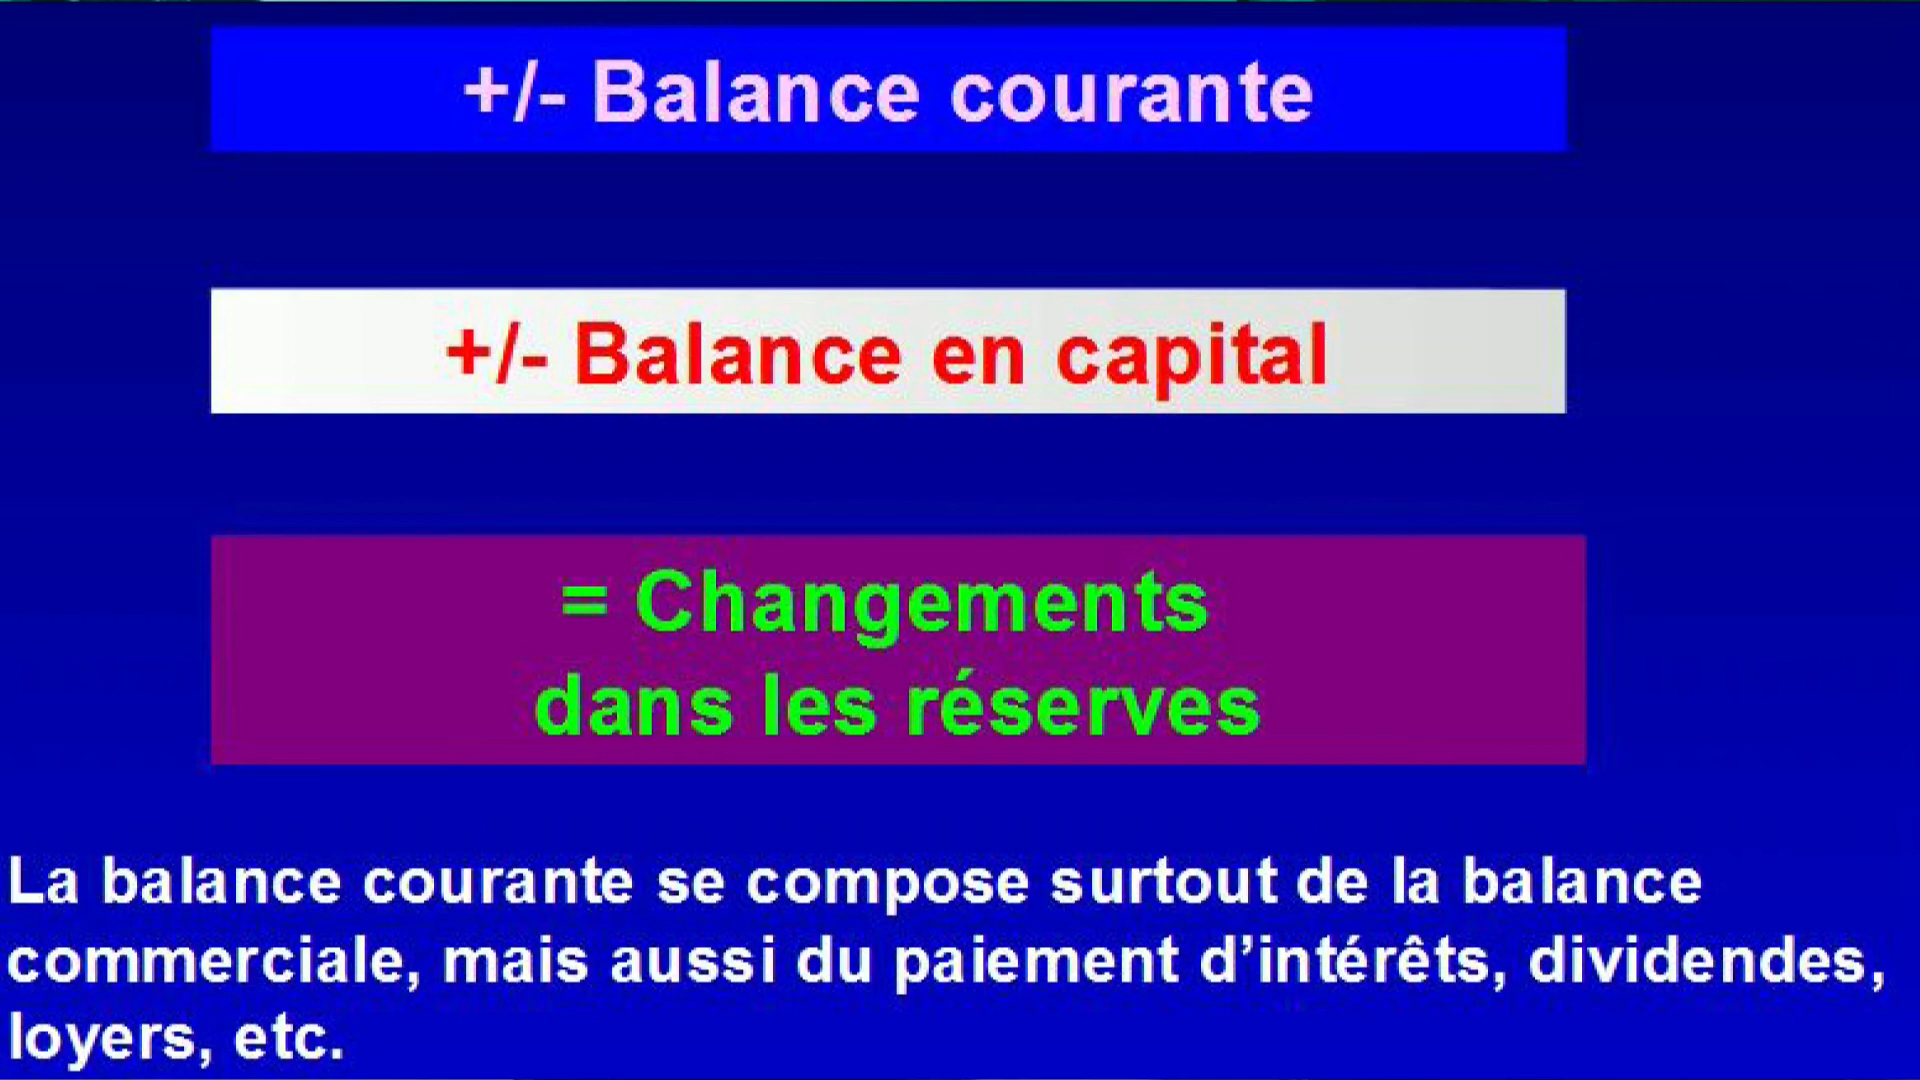 +/- Balance courante
+/- Balance en capital
= Changements
dans les réserves
La balance courante se compose surtout de la balance
commerciale, mais aussi du paiement d’intérêts, dividendes,
loyers, etc.